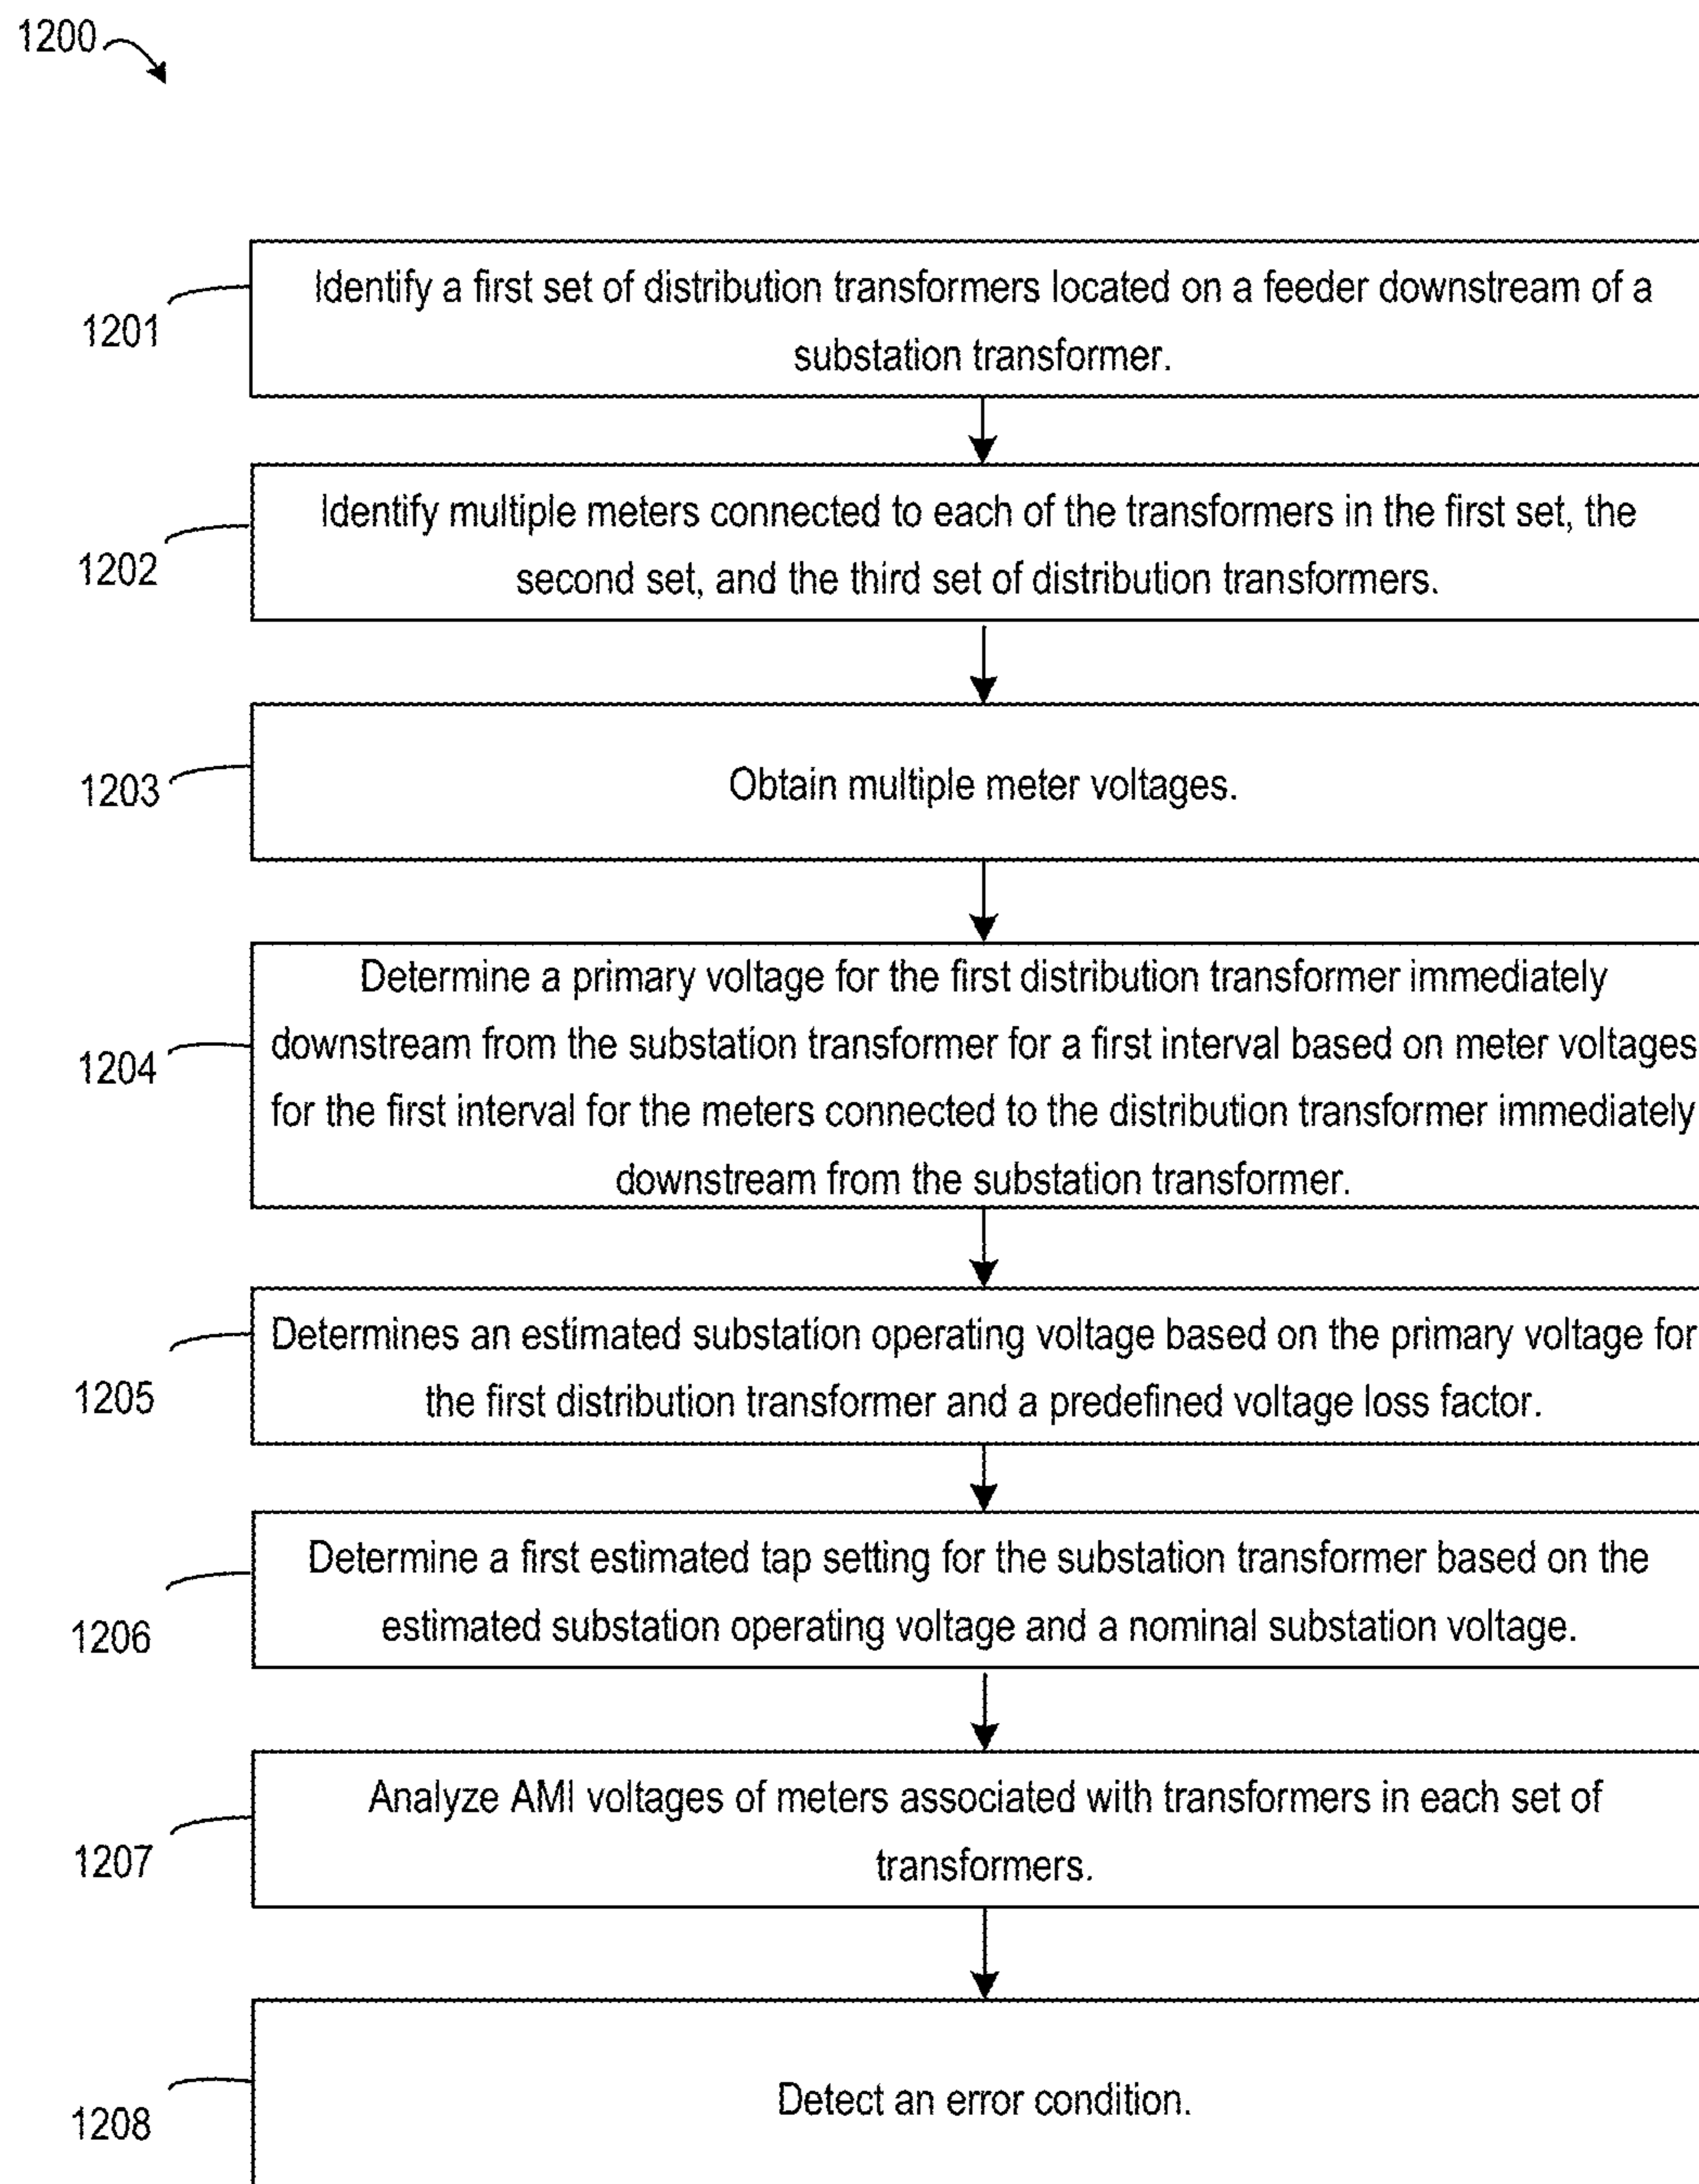 1200
Identify a first set of distribution transformers located on a feeder downstream of a
substation transformer.
1201
Identify multiple meters connected to each of the transformers in the first set, the
second set, and the third set of distribution transformers.
1202
Obtain multiple meter voltages.
1203
Determine a primary voltage for the first distribution transformer immediately
downstream from the substation transformer for a first interval based on meter voltages
for the first interval for the meters connected to the distribution transformer immediately
downstream from the substation transformer.
1204
Determines an estimated substation operating voltage based on the primary voltage for
the first distribution transformer and a predefined voltage loss factor.
1205
Determine a first estimated tap setting for the substation transformer based on the
estimated substation operating voltage and a nominal substation voltage.
1206
Analyze AMI voltages of meters associated with transformers in each set of
transformers.
1207
Detect an error condition.
1208